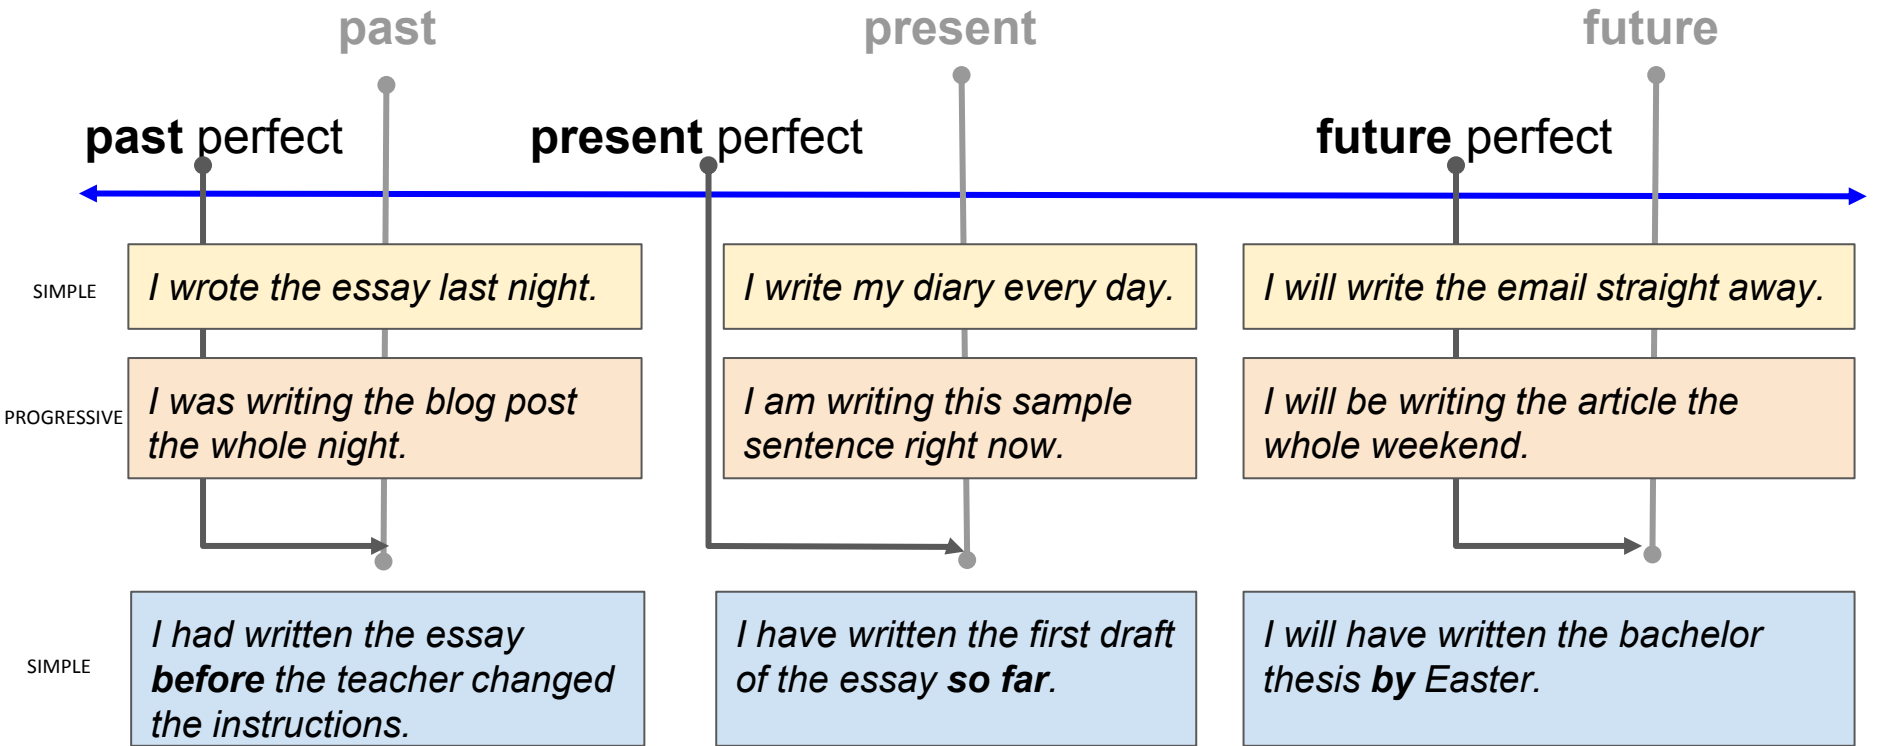 past
present
future
past perfect
present perfect
future perfect
SIMPLE
I wrote the essay last night.
I write my diary every day.
I will write the email straight away.
PROGRESSIVE
I was writing the blog post
the whole night.
I am writing this sample
sentence right now.
I will be writing the article the
whole weekend.
SIMPLE
I had written the essay
before the teacher changed
the instructions.
I have written the first draft
of the essay so far.
I will have written the bachelor
thesis by Easter.